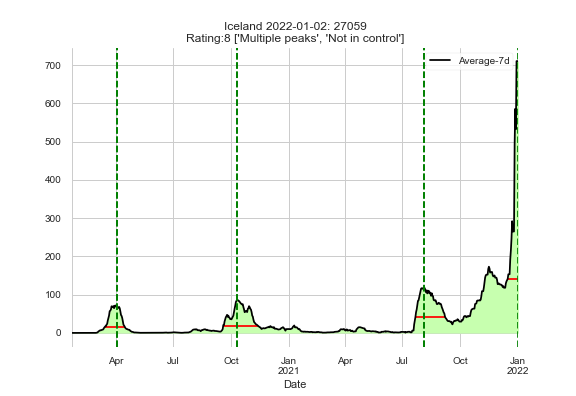 Iceland 2022-01-02: 27059
Rating:8 ['Multiple peaks', 'Not in control']
Average-7d
700
600
500
400
300
200
100
0
Apr Jul Oct Jan Apr Jul Oct Jan
2021 2022
Date